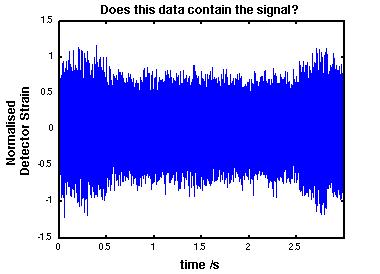 Does this data contain the signal?
Normalised
Detector Strain
1.5
1
0.5
0
-0.5
-1
-1.5
0 0.5 1 1.5 2 2.5
time /s